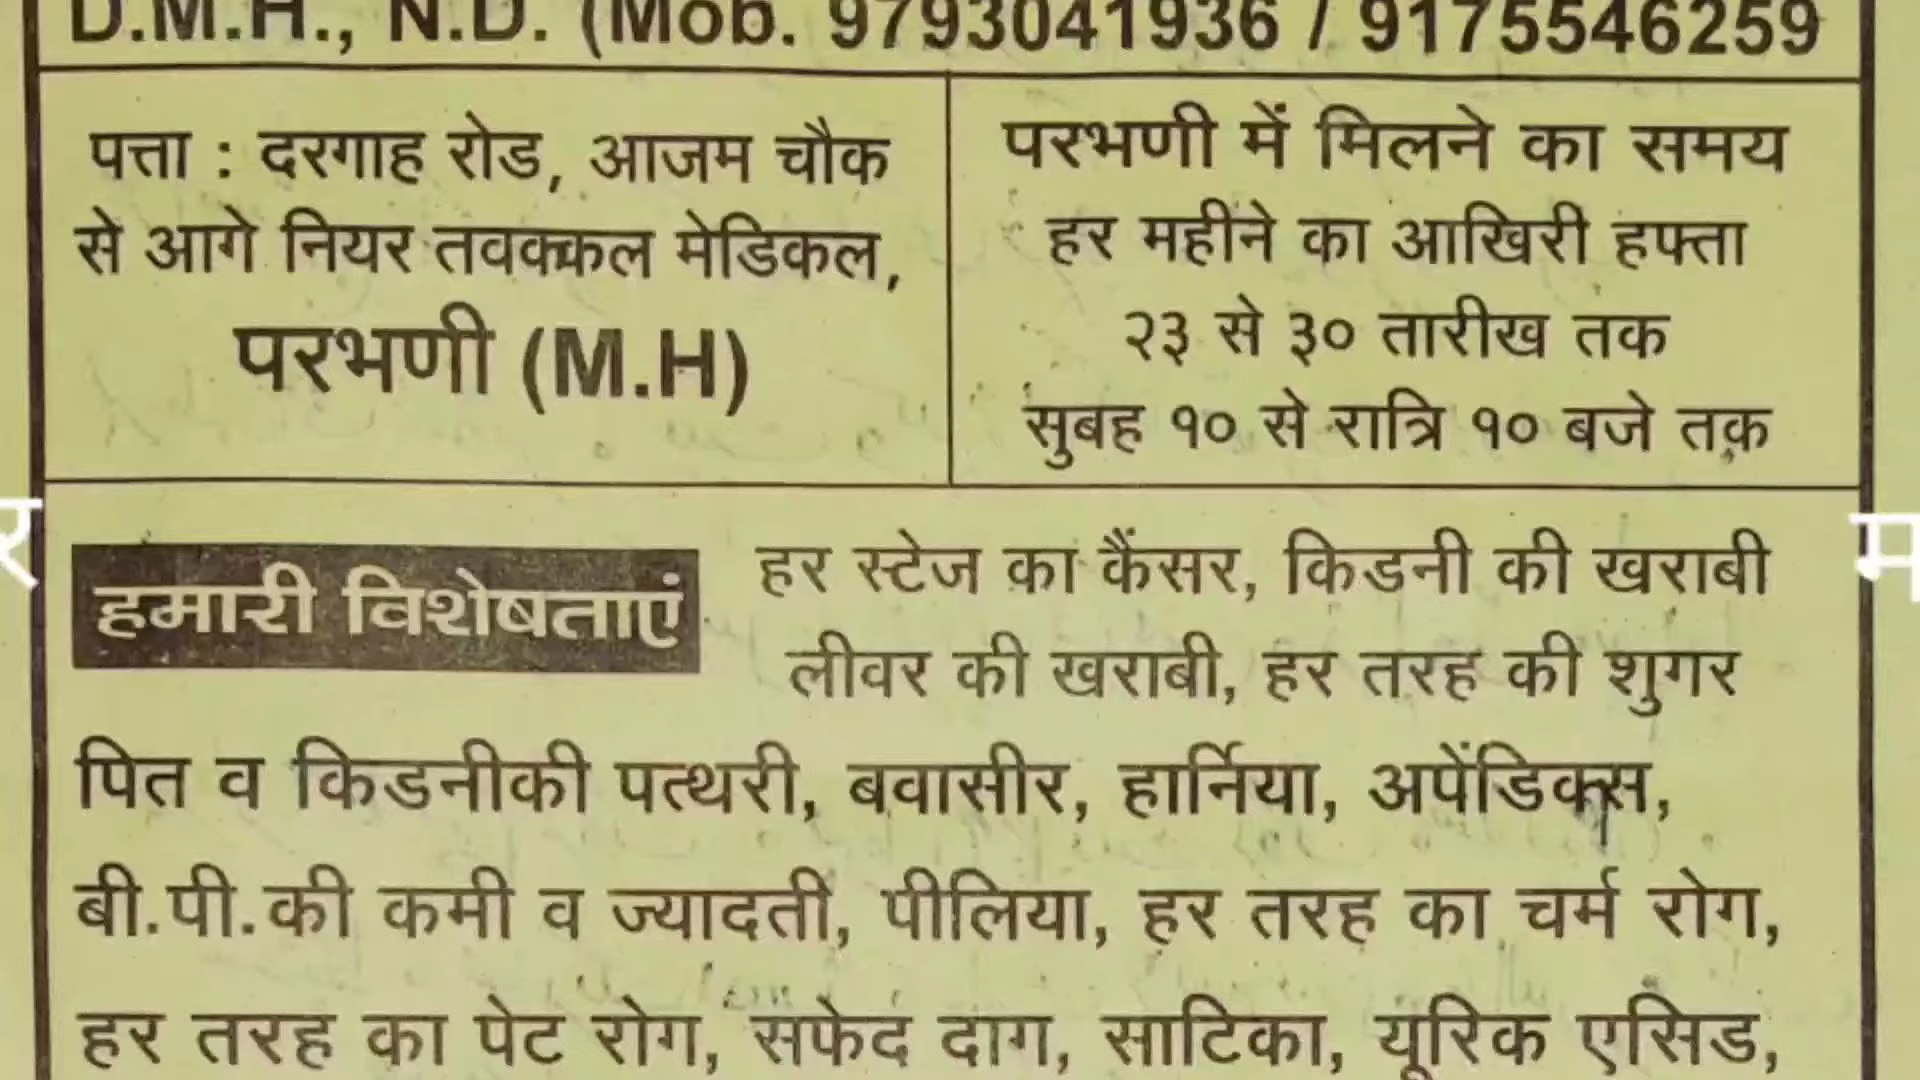 D.M.H., N.D. (Mob. 9793041936 / 9175546259
पत्ता : दरगाह रोड, आजम चौक
से आगे नियर तवक्कल मेडिकल,
परभणी (M.H)
परभणी में मिलने का समय
हर महीने का आखिरी हफ्ता
२३ से ३० तारीख तक
सुबह १० से रात्रि १० बजे तक
हमारी विशेषताएं
हर स्टेज का कैंसर, किडनी की खराबी
लीवर की खराबी, हर तरह की शुगर
पित व किडनीकी पत्थरी, बवासीर, हार्निया, अपेंडिक्स,
बी.पी.की कमी व ज्यादती, पीलिया, हर तरह का चर्म रोग,
हर तरह का पेट रोग, सफेद दाग, साटिका, यूरिक एसिड,